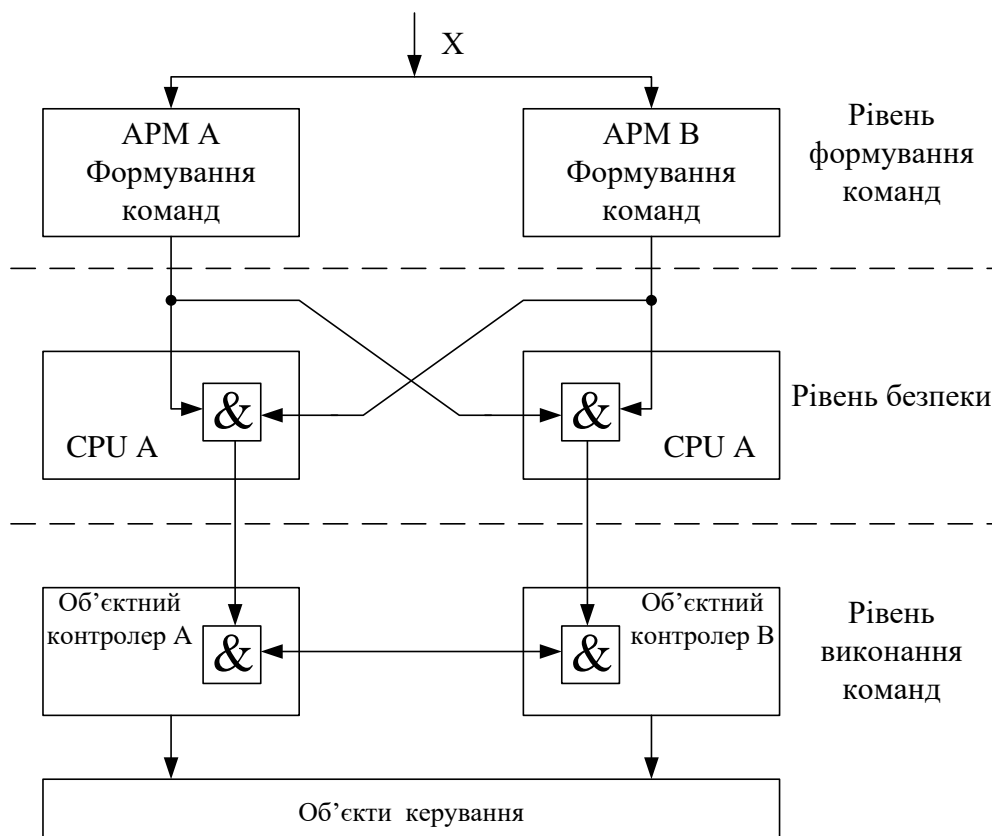 X
АРМ А
Формування
команд
АРМ В
Формування
команд
Рівень
формування
команд
&
CPU A
&
CPU A
Рівень безпеки
Об’єктний
контролер А
&
Об’єктний
контролер В
&
Рівень
виконання
команд
Об’єкти керування